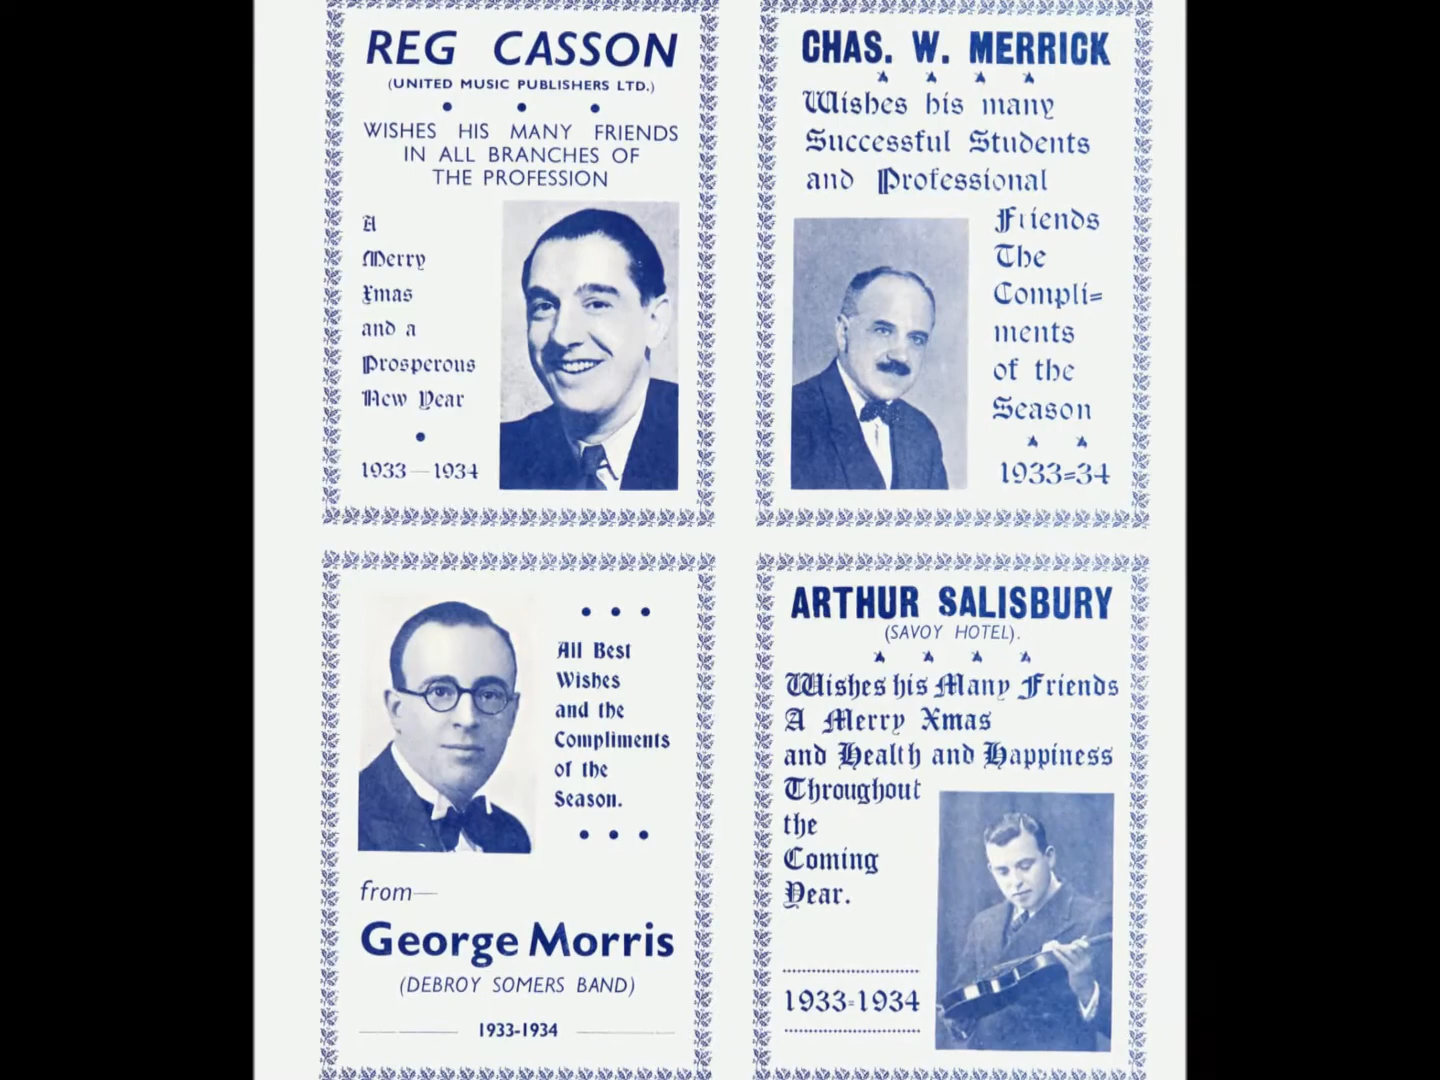 REG CASSON
(UNITED MUSIC PUBLISHERS LTD.)
WISHES HIS MANY FRIENDS
IN ALL BRANCHES OF
THE PROFESSION
A
Merry
Xmas
and a
Prosperous
New Year
1933—1934
CHAS. W. MERRICK
Wishes his many
Successful Students
and Professional
Friends
The
Compli=
ments
of the
Season
1933=34
All Best
Wishes
and the
Compliments
of the
Season.
from—
George Morris
(DEBROY SOMERS BAND)
1933-1934
ARTHUR SALISBURY
(SAVOY HOTEL).
Wishes his Many Friends
A Merry Xmas
and Health and Happiness
Throughout
the
Coming
Year.
1933=1934